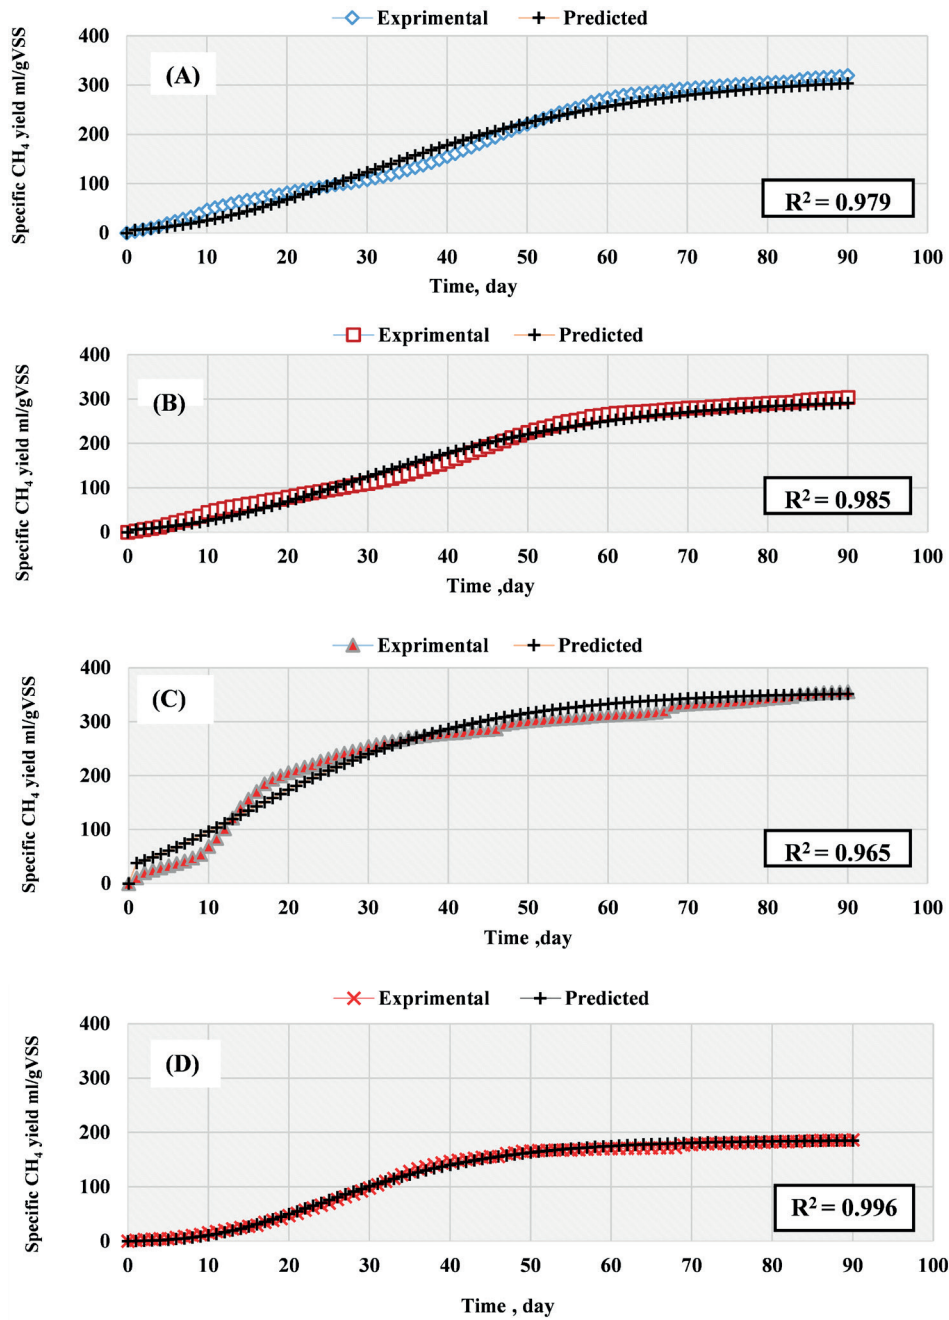 Exprimental Predicted
400
300
200
100
0
Specific CH₄ yield ml/gVSS
(A)
R² = 0.979
0 10 20 30 40 50 60 70 80 90 100
Time, day
Exprimental Predicted
400
300
200
100
0
Specific CH₄ yield ml/gVSS
(B)
R² = 0.985
0 10 20 30 40 50 60 70 80 90 100
Time ,day
Exprimental Predicted
400
300
200
100
0
Specific CH₄ yield ml/gVSS
(C)
R² = 0.965
0 10 20 30 40 50 60 70 80 90 100
Time ,day
Exprimental Predicted
400
300
200
100
0
Specific CH₄ yield ml/gVSS
(D)
R² = 0.996
0 10 20 30 40 50 60 70 80 90 100
Time , day